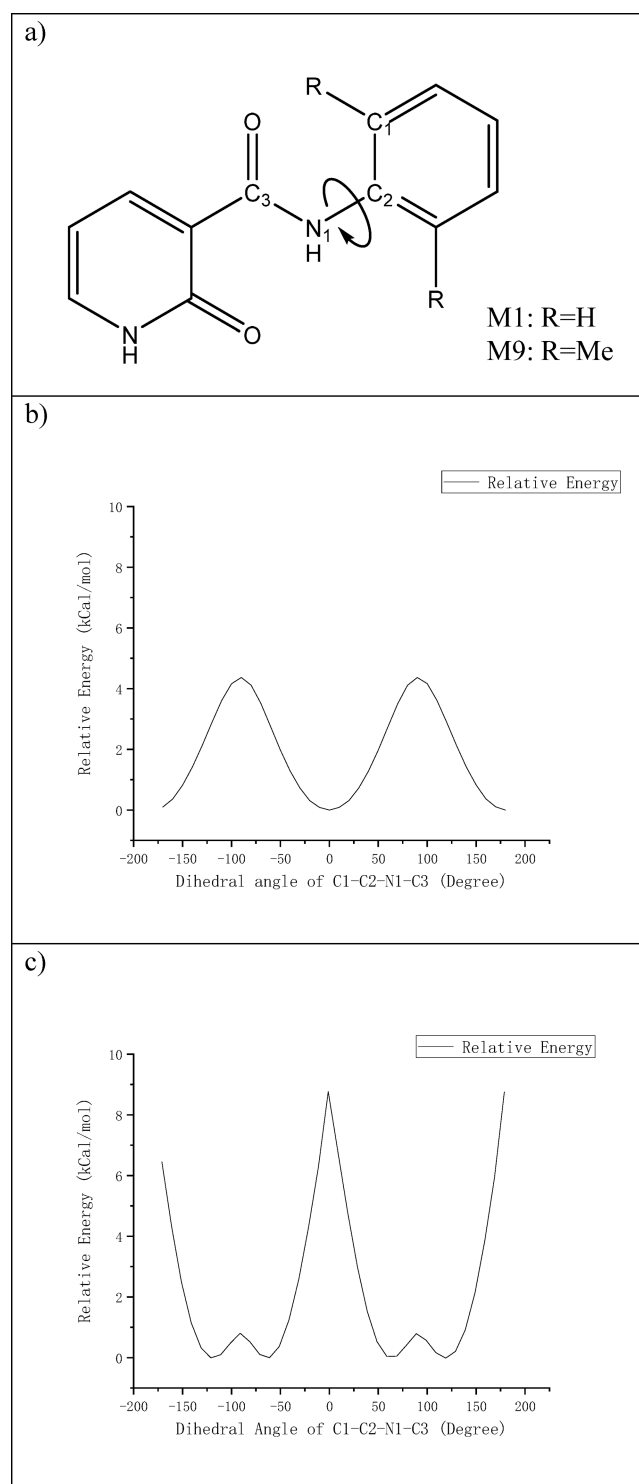 a)
R
O
C1
C3
C2
N1
H
R
O
N
H
M1: R=H
M9: R=Me
b)
Relative Energy
10
8
6
4
2
0
Relative Energy (kCal/mol)
-200 -150 -100 -50 0 50 100 150 200
Dihedral angle of C1-C2-N1-C3 (Degree)
c)
Relative Energy
10
8
6
4
2
0
Relative Energy (kCal/mol)
-200 -150 -100 -50 0 50 100 150 200
Dihedral Angle of C1-C2-N1-C3 (Degree)